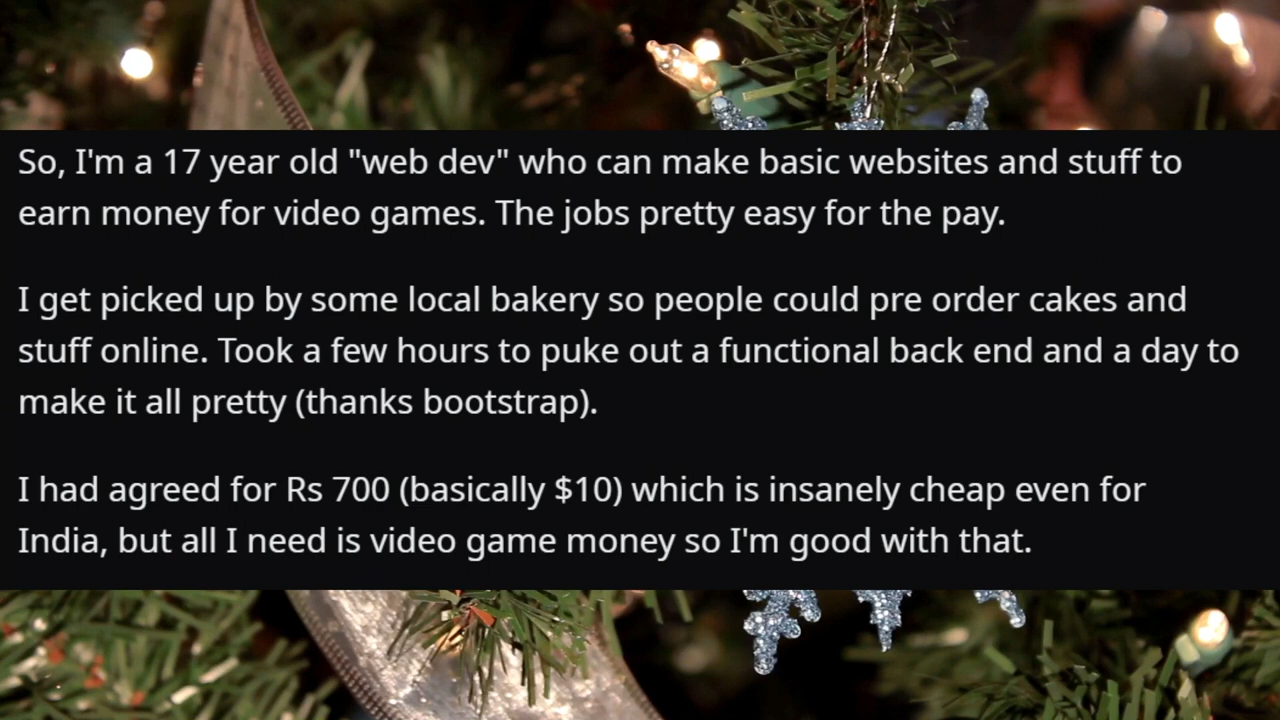 So, I'm a 17 year old "web dev" who can make basic websites and stuff to
earn money for video games. The jobs pretty easy for the pay.
I get picked up by some local bakery so people could pre order cakes and
stuff online. Took a few hours to puke out a functional back end and a day to
make it all pretty (thanks bootstrap).
I had agreed for Rs 700 (basically $10) which is insanely cheap even for
India, but all I need is video game money so I'm good with that.